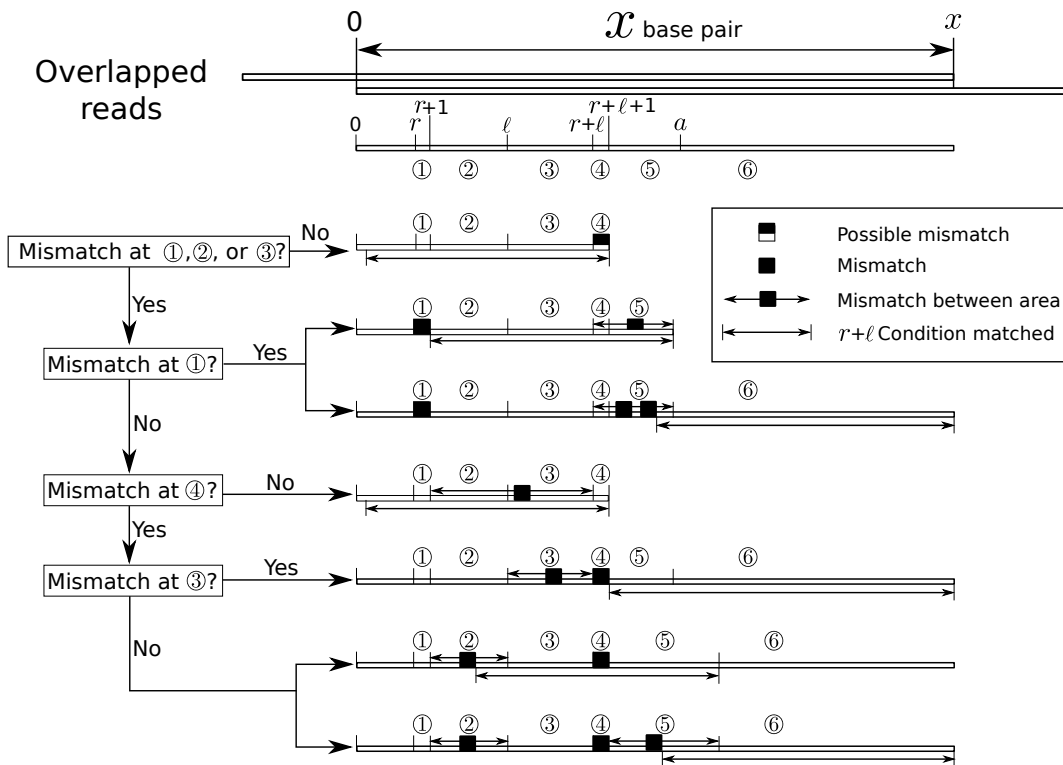 0
x
x base pair
Overlapped
reads
r+1
r+ℓ+1
0
r
ℓ
r+ℓ
a
① ② ③ ④ ⑤ ⑥
① ② ③ ④
Mismatch at ①,②, or ③?
No
Possible mismatch
Mismatch
Mismatch between area
r+ℓ Condition matched
Yes
① ② ③ ④ ⑤
Mismatch at ①?
Yes
① ② ③ ④ ⑤ ⑥
No
① ② ③ ④
Mismatch at ④?
No
Yes
① ② ③ ④ ⑤ ⑥
Mismatch at ③?
Yes
No
① ② ③ ④ ⑤ ⑥
① ② ③ ④ ⑤ ⑥